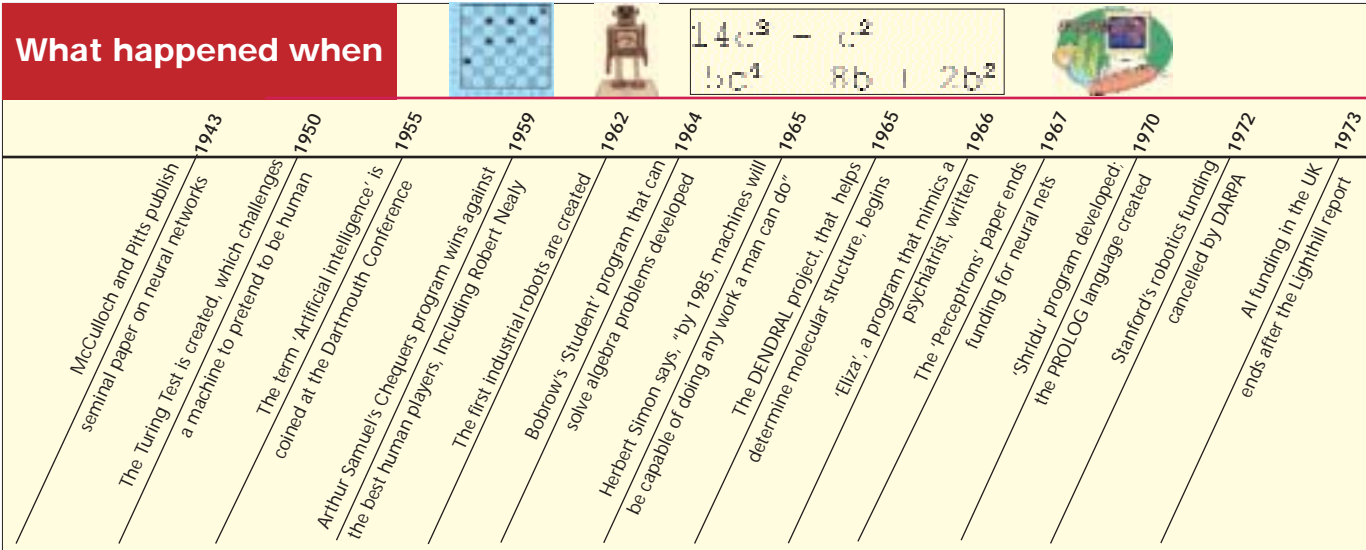 What happened when
14c³ – c²
5c⁴ 8b + 2b²
1943
McCulloch and Pitts publish
seminal paper on neural networks
1950
The Turing Test is created, which challenges
a machine to pretend to be human
1955
The term 'Artificial intelligence' is
coined at the Dartmouth Conference
1959
Arthur Samuel's Chequers program wins against
the best human players, Including Robert Nealy
1962
The first industrial robots are created
1964
Bobrow's 'Student' program that can
solve algebra problems developed
1965
Herbert Simon says, "by 1985, machines will
be capable of doing any work a man can do"
1965
The DENDRAL project, that helps
determine molecular structure, begins
1966
'Eliza', a program that mimics a
psychiatrist, written
1967
The 'Perceptrons' paper ends
funding for neural nets
1970
'Shrldu' program developed;
the PROLOG language created
1972
Stanford's robotics funding
cancelled by DARPA
1973
AI funding in the UK
ends after the Lighthill report